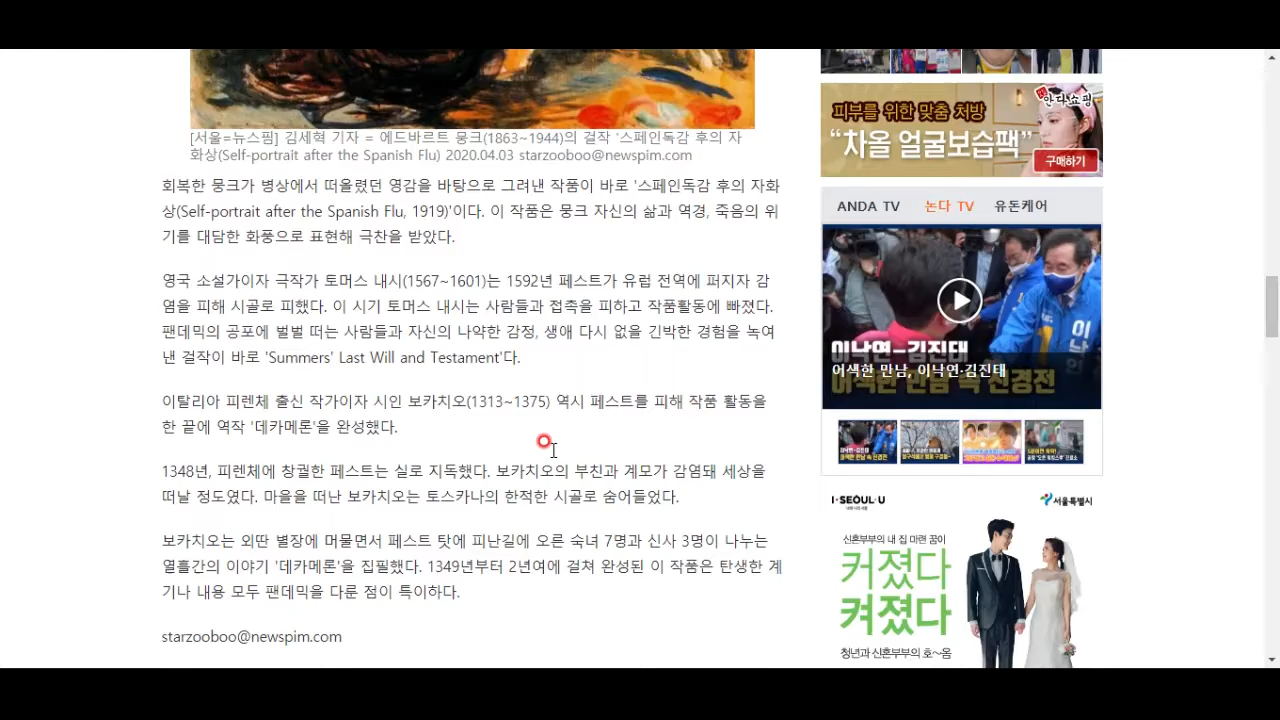 [서울=뉴스핌] 김세혁 기자 = 에드바르트 뭉크(1863~1944)의 걸작 '스페인독감 후의 자
화상(Self-portrait after the Spanish Flu) 2020.04.03 starzooboo@newspim.com
회복한 뭉크가 병상에서 떠올렸던 영감을 바탕으로 그려낸 작품이 바로 '스페인독감 후의 자화
상(Self-portrait after the Spanish Flu, 1919)'이다. 이 작품은 뭉크 자신의 삶과 역경, 죽음의 위
기를 대담한 화풍으로 표현해 극찬을 받았다.
영국 소설가이자 극작가 토머스 내시(1567~1601)는 1592년 페스트가 유럽 전역에 퍼지자 감
염을 피해 시골로 피했다. 이 시기 토머스 내시는 사람들과 접촉을 피하고 작품활동에 빠졌다.
팬데믹의 공포에 벌벌 떠는 사람들과 자신의 나약한 감정, 생애 다시 없을 긴박한 경험을 녹여
낸 걸작이 바로 'Summers' Last Will and Testament'다.
이탈리아 피렌체 출신 작가이자 시인 보카치오(1313~1375) 역시 페스트를 피해 작품 활동을
한 끝에 역작 '데카메론'을 완성했다.
1348년, 피렌체에 창궐한 페스트는 실로 지독했다. 보카치오의 부친과 계모가 감염돼 세상을
떠날 정도였다. 마을을 떠난 보카치오는 토스카나의 한적한 시골로 숨어들었다.
보카치오는 외딴 별장에 머물면서 페스트 탓에 피난길에 오른 숙녀 7명과 신사 3명이 나누는
열흘간의 이야기 '데카메론'을 집필했다. 1349년부터 2년여에 걸쳐 완성된 이 작품은 탄생한 계
기나 내용 모두 팬데믹을 다룬 점이 특이하다.
starzooboo@newspim.com
안다쇼핑
피부를 위한 맞춤 처방
“차올 얼굴보습팩”
구매하기
ANDA TV 논다 TV 유돈케어
이낙연-김진태
어색한 만남, 이낙연·김진태
I·SEOUL·U
서울특별시
신혼부부의 내 집 마련 꿈이
커졌다
켜졌다
청년과 신혼부부의 호~옴